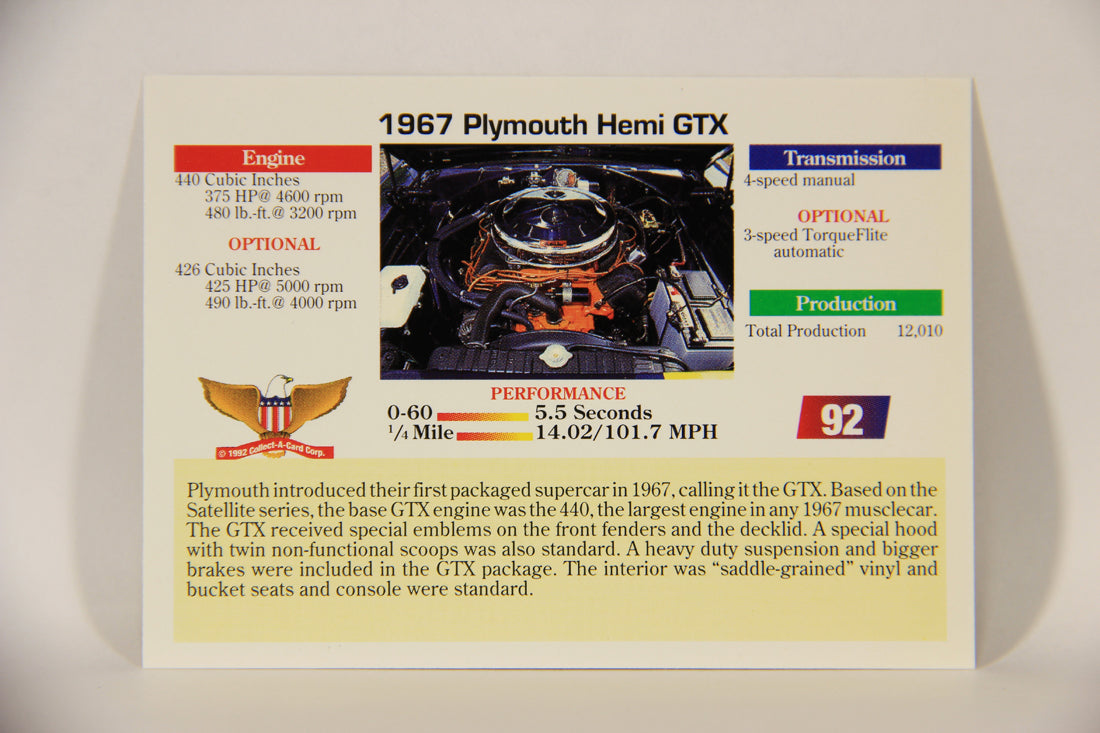 1967 Plymouth Hemi GTX
Engine
440 Cubic Inches
375 HP@ 4600 rpm
480 lb.-ft.@ 3200 rpm
OPTIONAL
426 Cubic Inches
425 HP@ 5000 rpm
490 lb.-ft.@ 4000 rpm
Transmission
4-speed manual
OPTIONAL
3-speed TorqueFlite
automatic
Production
Total Production 12,010
PERFORMANCE
0-60 5.5 Seconds
1/4 Mile 14.02/101.7 MPH
© 1992 Collect-A-Card Corp.
92
Plymouth introduced their first packaged supercar in 1967, calling it the GTX. Based on the
Satellite series, the base GTX engine was the 440, the largest engine in any 1967 musclecar.
The GTX received special emblems on the front fenders and the decklid. A special hood
with twin non-functional scoops was also standard. A heavy duty suspension and bigger
brakes were included in the GTX package. The interior was “saddle-grained” vinyl and
bucket seats and console were standard.